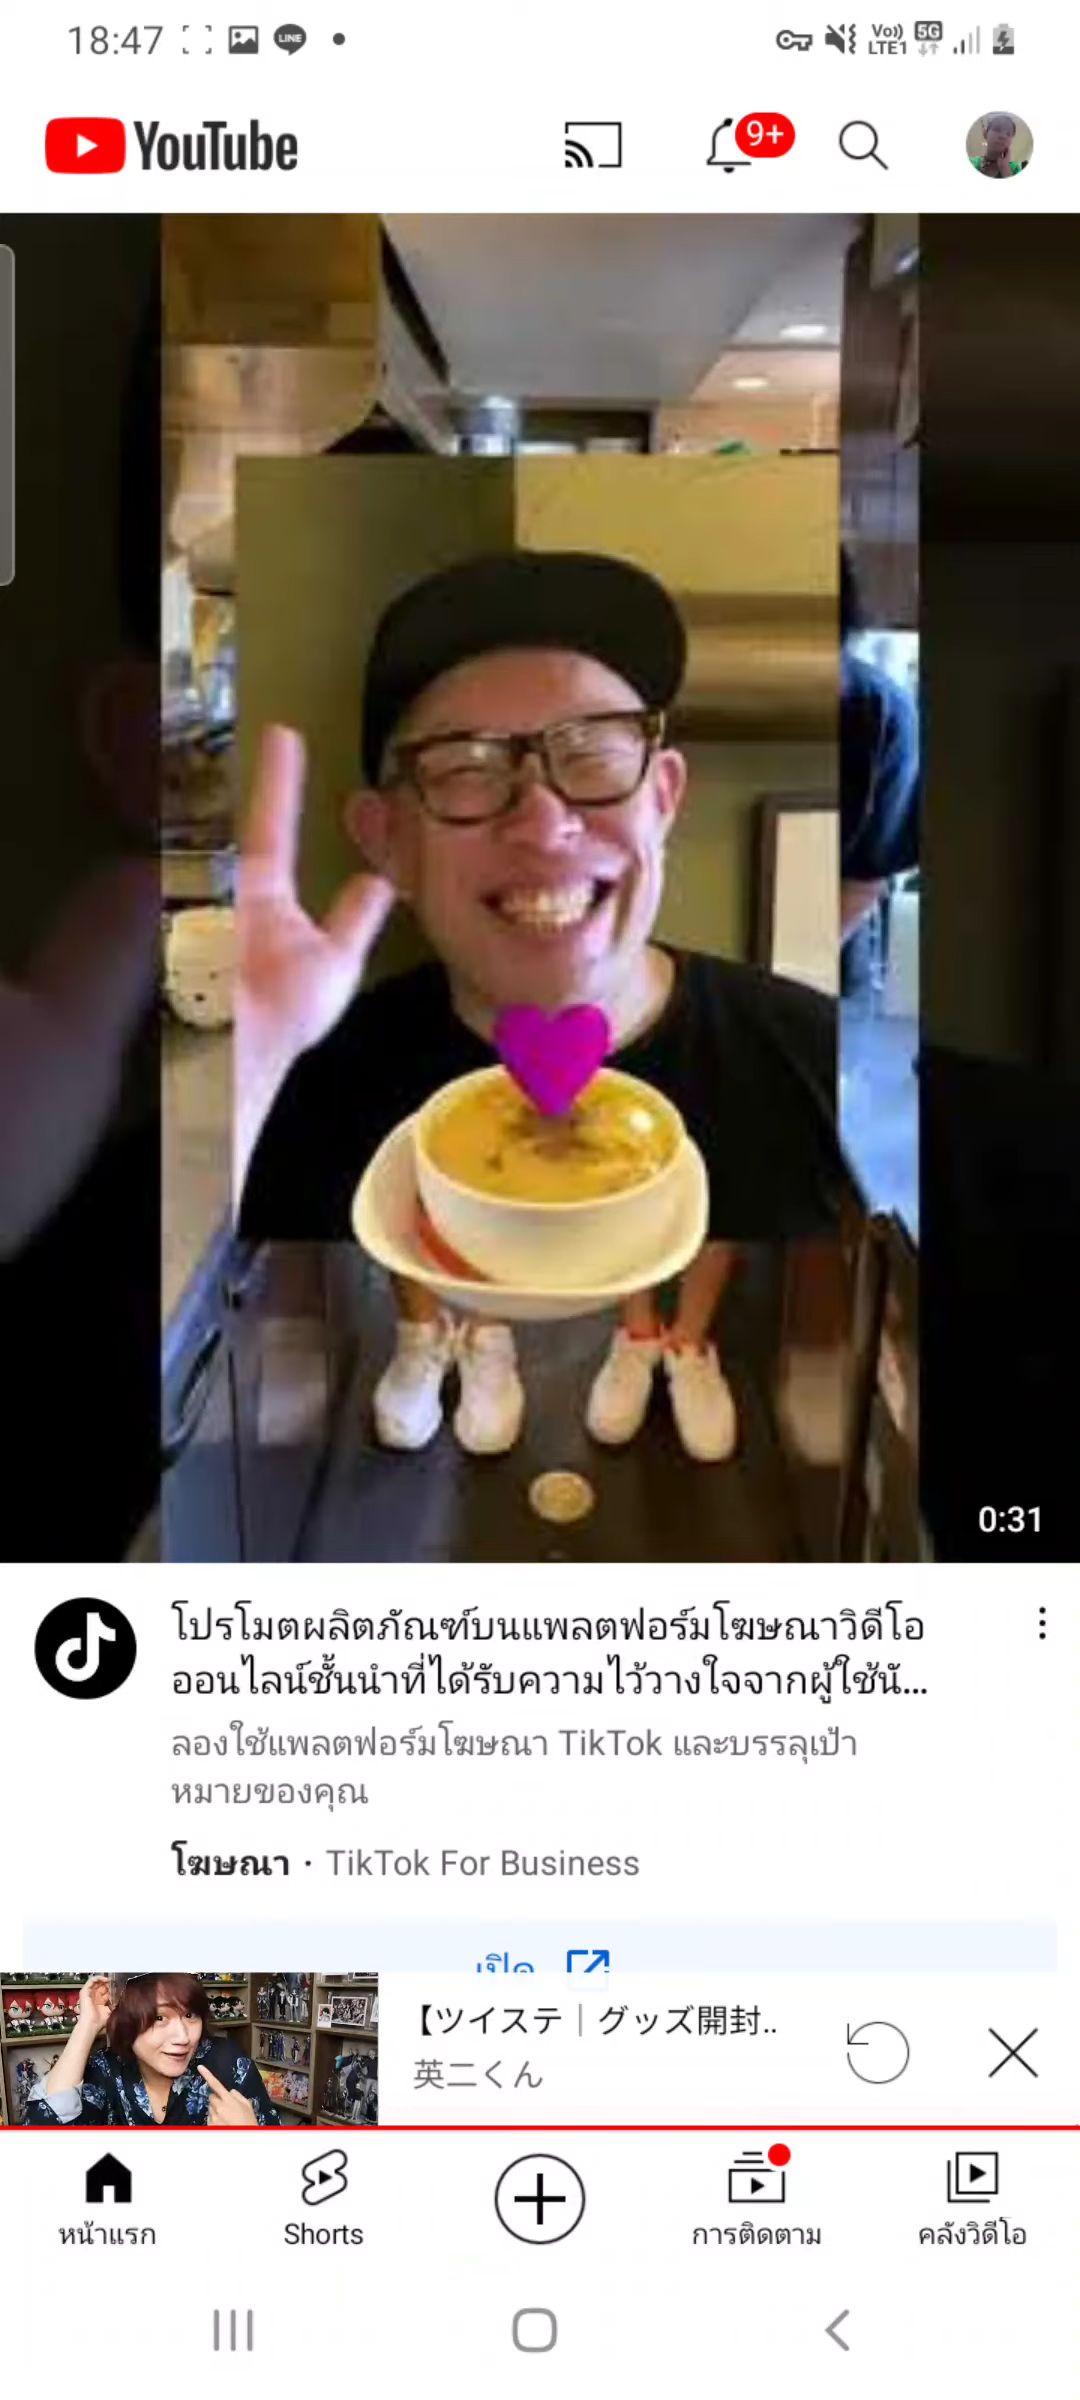 18:47
LINE
Vo))
LTE1
5G
YouTube
9+
0:31
โปรโมตผลิตภัณฑ์บนแพลตฟอร์มโฆษณาวิดีโอ
ออนไลน์ชั้นนำที่ได้รับความไว้วางใจจากผู้ใช้นั...
ลองใช้แพลตฟอร์มโฆษณา TikTok และบรรลุเป้า
หมายของคุณ
โฆษณา · TikTok For Business
เปิด
【ツイステ｜グッズ開封..
英二くん
หน้าแรก
Shorts
การติดตาม
คลังวิดีโอ